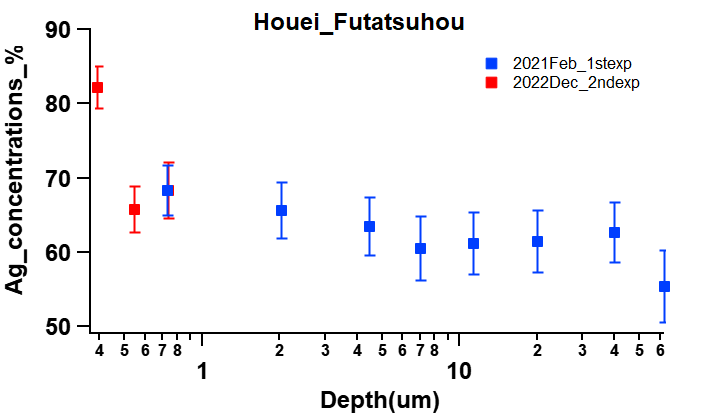 Houei_Futatsuhou
2021Feb_1stexp
2022Dec_2ndexp
Ag_concentrations_%
90
80
70
60
50
4 5 6 7 8 2 3 4 5 6 7 8 2 3 4 5 6
1 10
Depth(um)